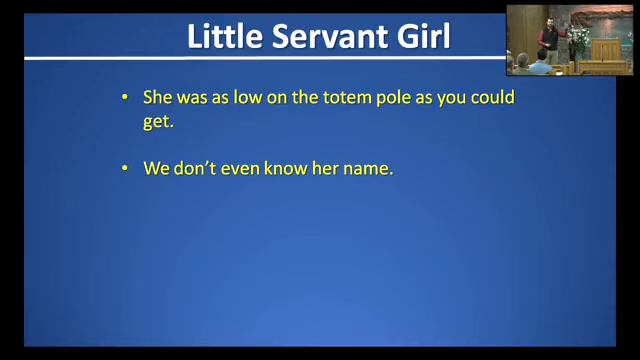 Little Servant Girl
• She was as low on the totem pole as you could
get.
• We don't even know her name.